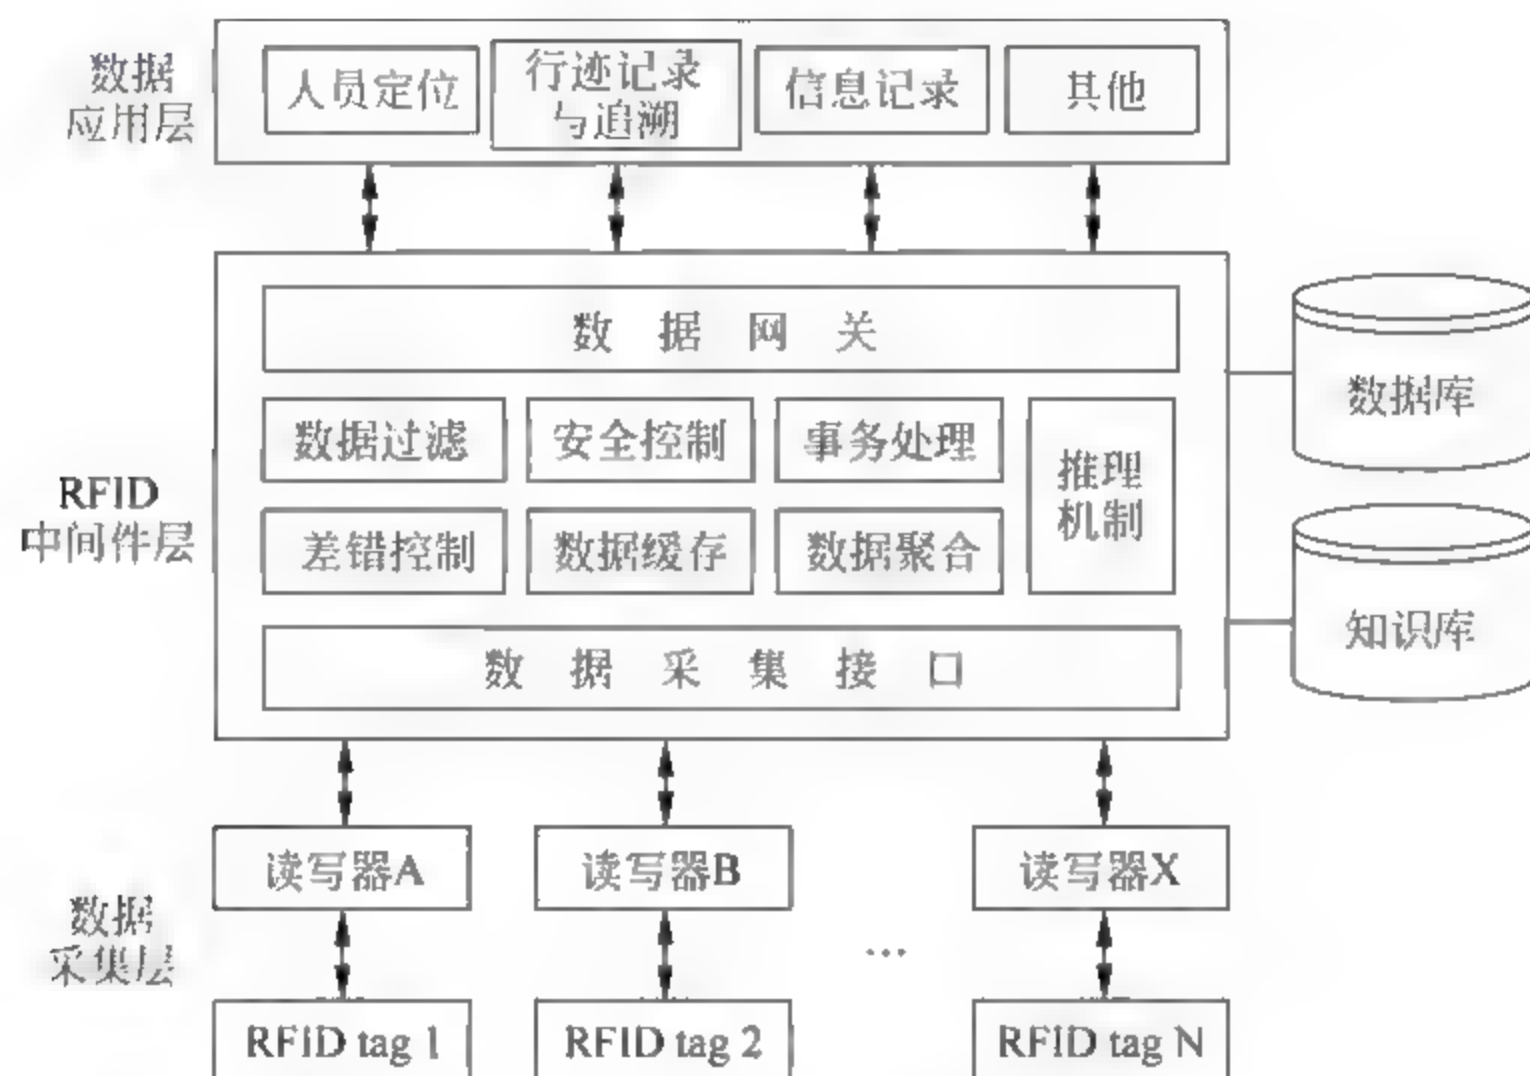 数据
应用层
人员定位
行迹记录
与追溯
信息记录
其他
RFID
中间件层
数据网关
数据过滤
安全控制
事务处理
推理
机制
差错控制
数据缓存
数据聚合
数据采集接口
数据库
知识库
数据
采集层
读写器A
读写器B
读写器X
...
RFID tag 1
RFID tag 2
RFID tag N